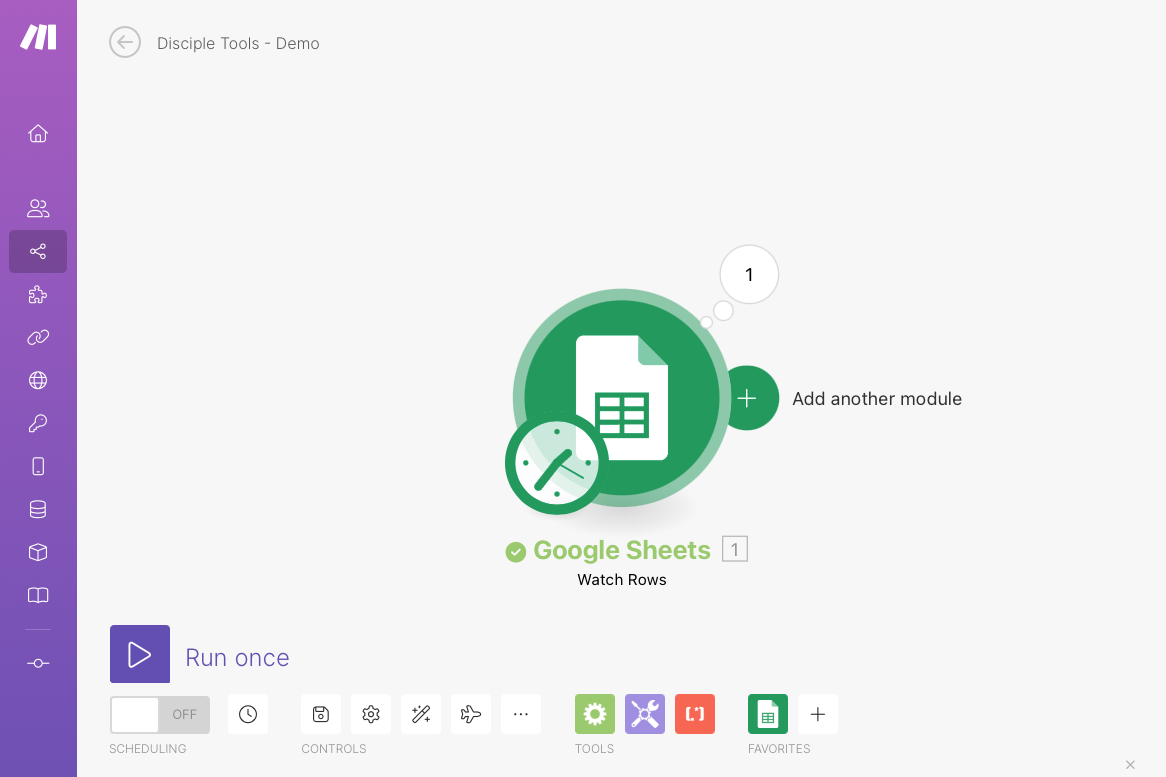 Disciple Tools - Demo
1
Add another module
Google Sheets 1
Watch Rows
Run once
OFF
SCHEDULING
CONTROLS
TOOLS
FAVORITES